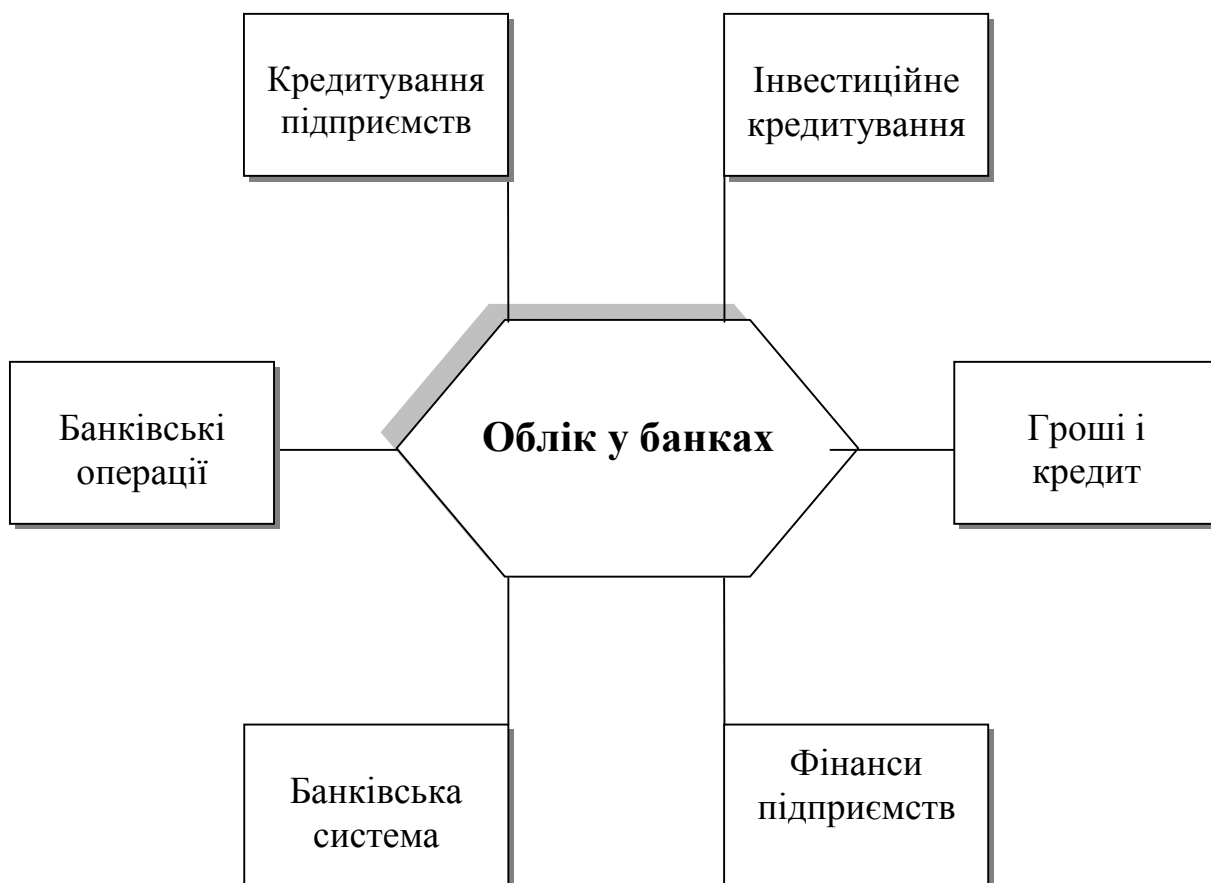 Кредитування
підприємств
Інвестиційне
кредитування
Банківські
операції
Облік у банках
Гроші і
кредит
Банківська
система
Фінанси
підприємств